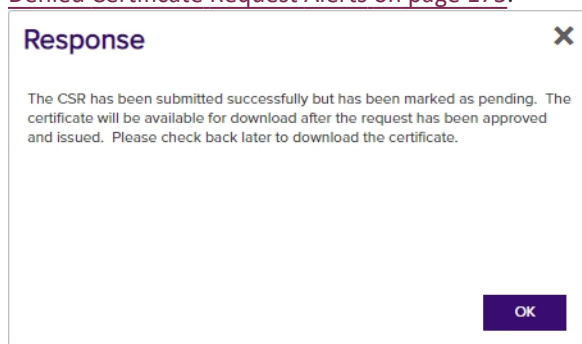 Denied Certificate Request Alerts on page 175.
Response
The CSR has been submitted successfully but has been marked as pending. The
certificate will be available for download after the request has been approved
and issued. Please check back later to download the certificate.
OK